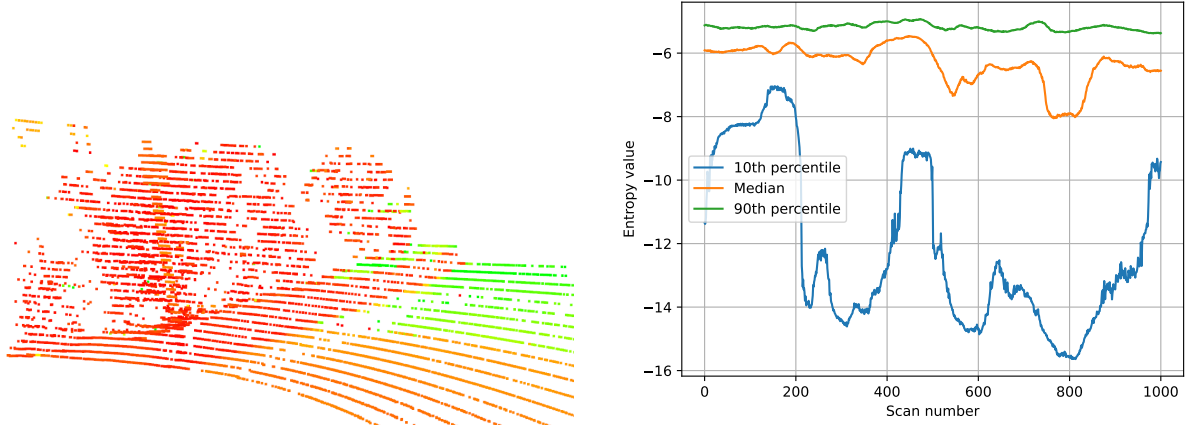 −6
−8
−10
−12
−14
−16
Entropy value
10th percentile
Median
90th percentile
0
200
400
600
800
1000
Scan number